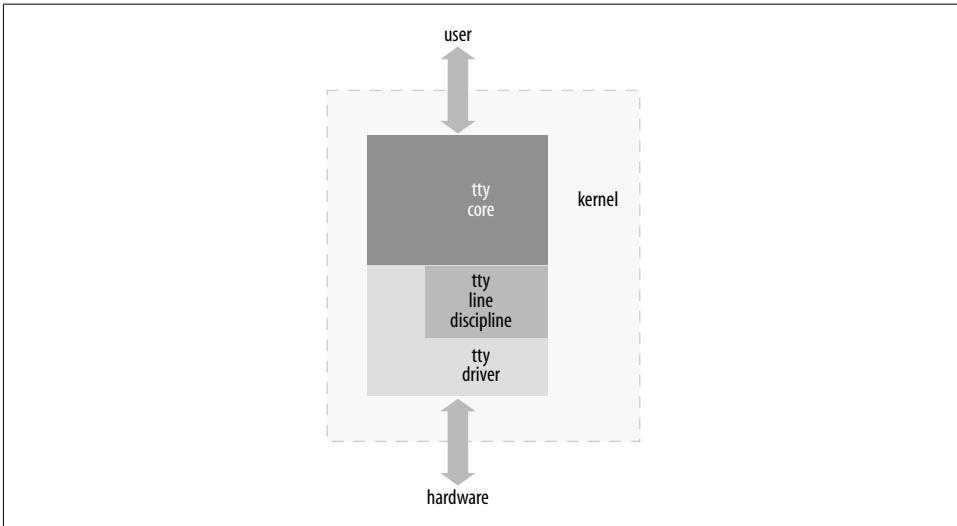 user
tty
core
kernel
tty
line
discipline
tty
driver
hardware